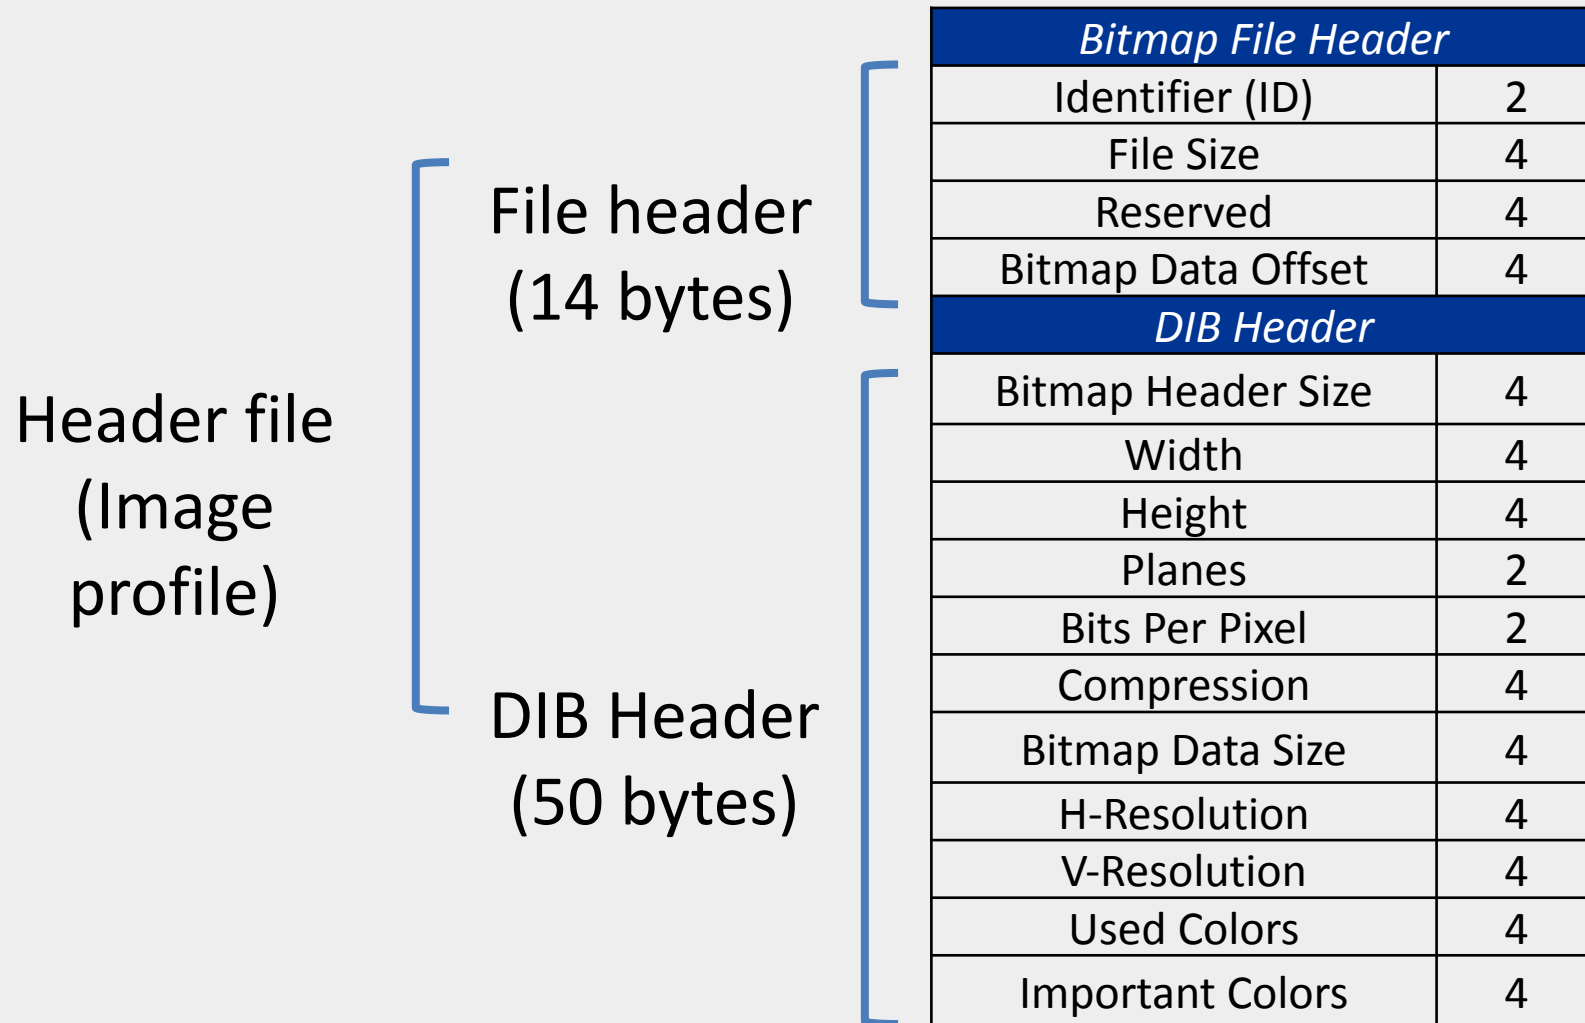 Header file
(Image
profile)
File header
(14 bytes)
DIB Header
(50 bytes)
Bitmap File Header
Identifier (ID) 2
File Size 4
Reserved 4
Bitmap Data Offset 4
DIB Header
Bitmap Header Size 4
Width 4
Height 4
Planes 2
Bits Per Pixel 2
Compression 4
Bitmap Data Size 4
H-Resolution 4
V-Resolution 4
Used Colors 4
Important Colors 4